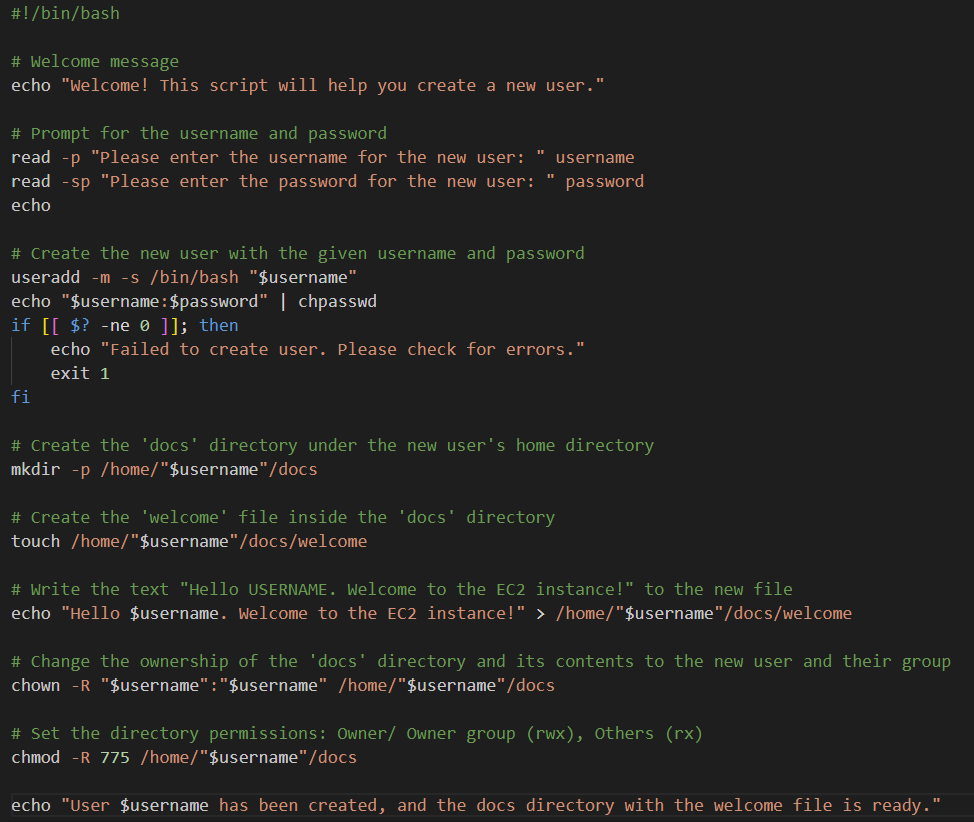 #!/bin/bash
# Welcome message
echo "Welcome! This script will help you create a new user."
# Prompt for the username and password
read -p "Please enter the username for the new user: " username
read -sp "Please enter the password for the new user: " password
echo
# Create the new user with the given username and password
useradd -m -s /bin/bash "$username"
echo "$username:$password" | chpasswd
if [[ $? -ne 0 ]]; then
    echo "Failed to create user. Please check for errors."
    exit 1
fi
# Create the 'docs' directory under the new user's home directory
mkdir -p /home/"$username"/docs
# Create the 'welcome' file inside the 'docs' directory
touch /home/"$username"/docs/welcome
# Write the text "Hello USERNAME. Welcome to the EC2 instance!" to the new file
echo "Hello $username. Welcome to the EC2 instance!" > /home/"$username"/docs/welcome
# Change the ownership of the 'docs' directory and its contents to the new user and their group
chown -R "$username":"$username" /home/"$username"/docs
# Set the directory permissions: Owner/ Owner group (rwx), Others (rx)
chmod -R 775 /home/"$username"/docs
echo "User $username has been created, and the docs directory with the welcome file is ready."